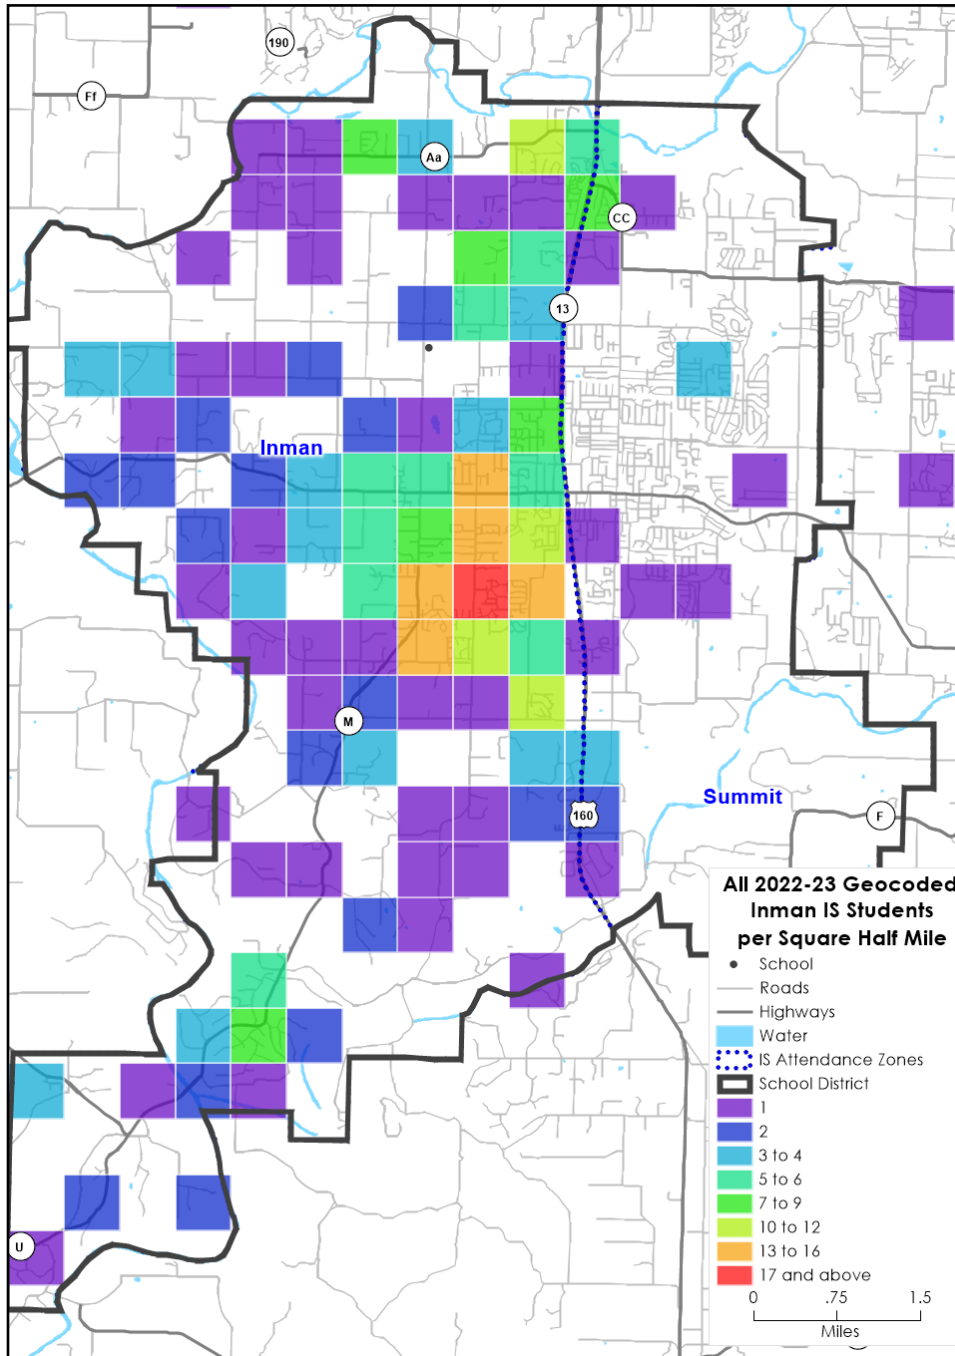 190
Ff
Aa
CC
13
Inman
M
Summit
160
F
All 2022-23 Geocoded
Inman IS Students
per Square Half Mile
School
Roads
Highways
Water
IS Attendance Zones
School District
1
2
3 to 4
5 to 6
7 to 9
10 to 12
13 to 16
17 and above
U
0 .75 1.5
Miles